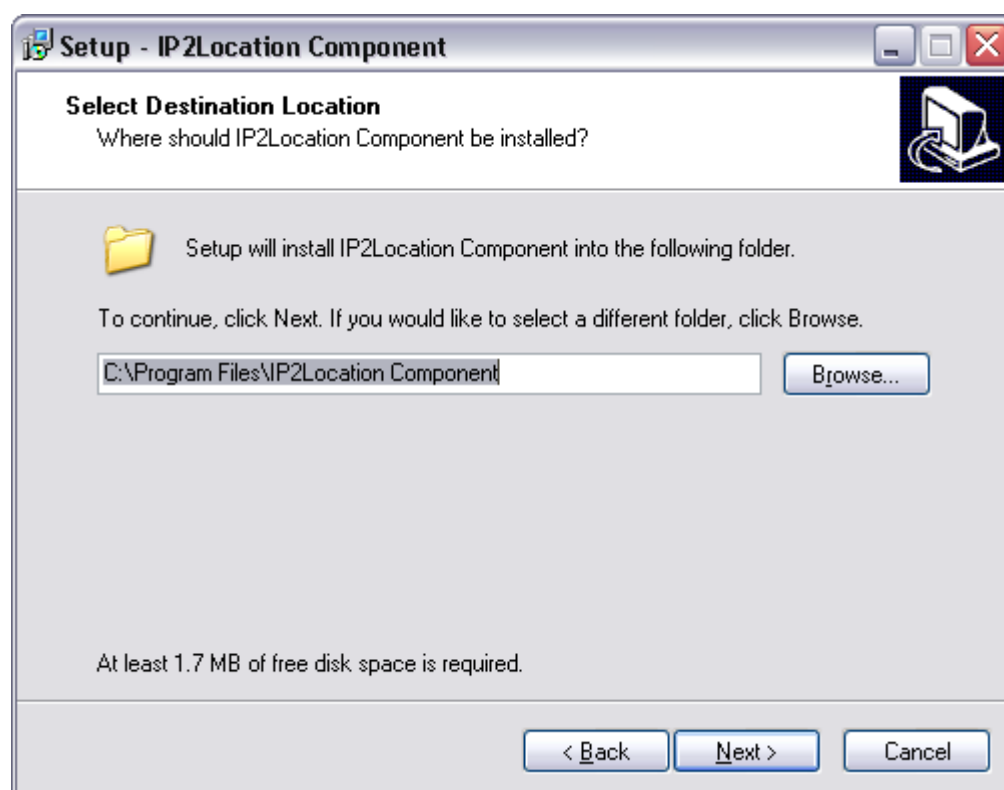 Setup - IP2Location Component
Select Destination Location
Where should IP2Location Component be installed?
Setup will install IP2Location Component into the following folder.
To continue, click Next. If you would like to select a different folder, click Browse.
C:\Program Files\IP2Location Component
Browse...
At least 1.7 MB of free disk space is required.
< Back Next > Cancel